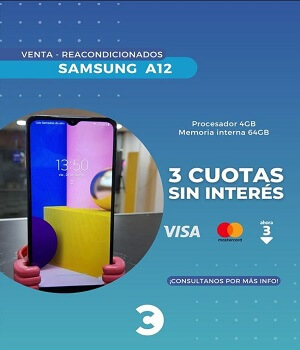 VENTA - REACONDICIONADOS
SAMSUNG A12
Procesador 4GB
Memoria interna 64GB
3 CUOTAS
SIN INTERÉS
VISA
mastercard
ahora
3
¡CONSULTANOS POR MÁS INFO!
13:50